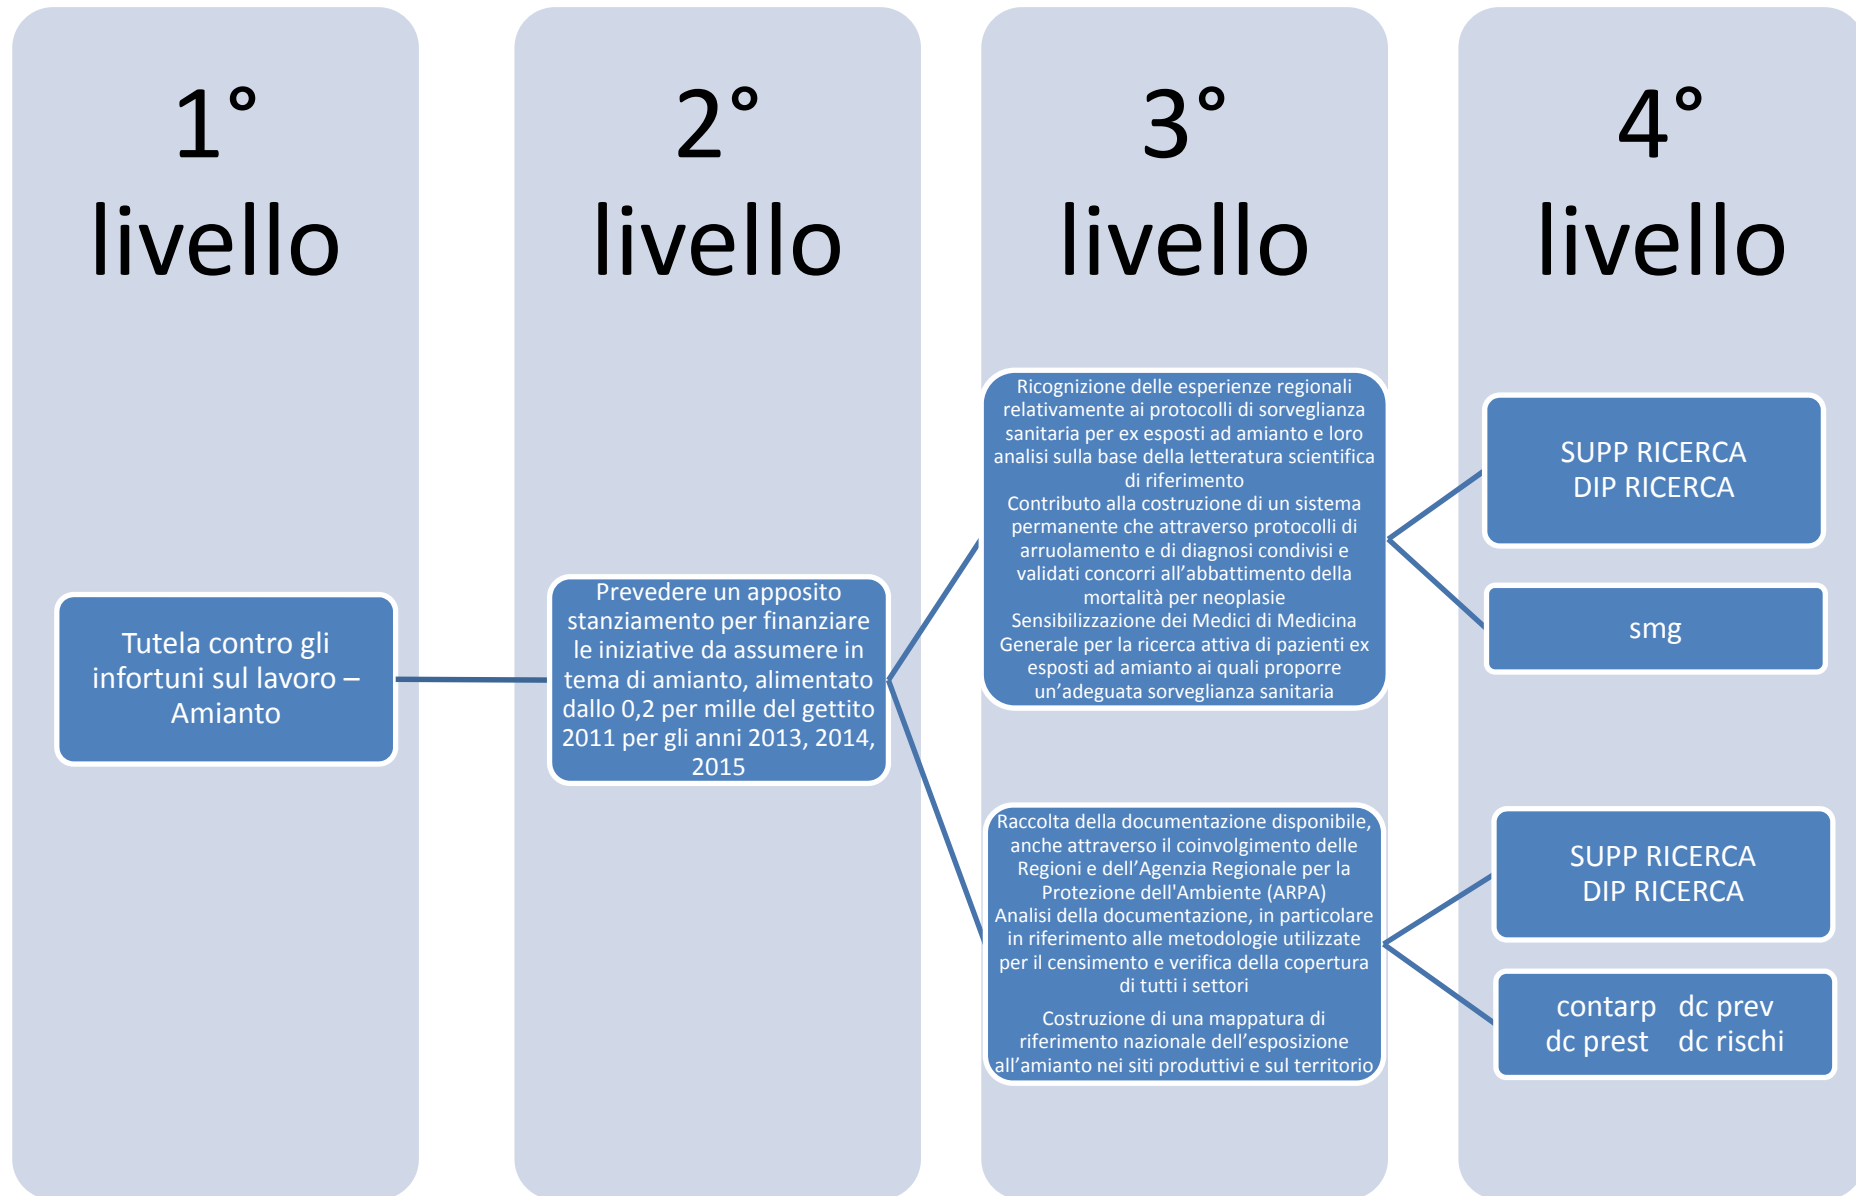 1°
livello
2°
livello
3°
livello
4°
livello
Tutela contro gli
infortuni sul lavoro –
Amianto
Prevedere un apposito
stanziamento per finanziare
le iniziative da assumere in
tema di amianto, alimentato
dallo 0,2 per mille del gettito
2011 per gli anni 2013, 2014,
2015
Ricognizione delle esperienze regionali
relativamente ai protocolli di sorveglianza
sanitaria per ex esposti ad amianto e loro
analisi sulla base della letteratura scientifica
di riferimento
Contributo alla costruzione di un sistema
permanente che attraverso protocolli di
arruolamento e di diagnosi condivisi e
validati concorri all’abbattimento della
mortalità per neoplasie
Sensibilizzazione dei Medici di Medicina
Generale per la ricerca attiva di pazienti ex
esposti ad amianto ai quali proporre
un’adeguata sorveglianza sanitaria
SUPP RICERCA
DIP RICERCA
smg
Raccolta della documentazione disponibile,
anche attraverso il coinvolgimento delle
Regioni e dell’Agenzia Regionale per la
Protezione dell'Ambiente (ARPA)
Analisi della documentazione, in particolare
in riferimento alle metodologie utilizzate
per il censimento e verifica della copertura
di tutti i settori
Costruzione di una mappatura di
riferimento nazionale dell’esposizione
all’amianto nei siti produttivi e sul territorio
SUPP RICERCA
DIP RICERCA
contarp dc prev
dc prest dc rischi